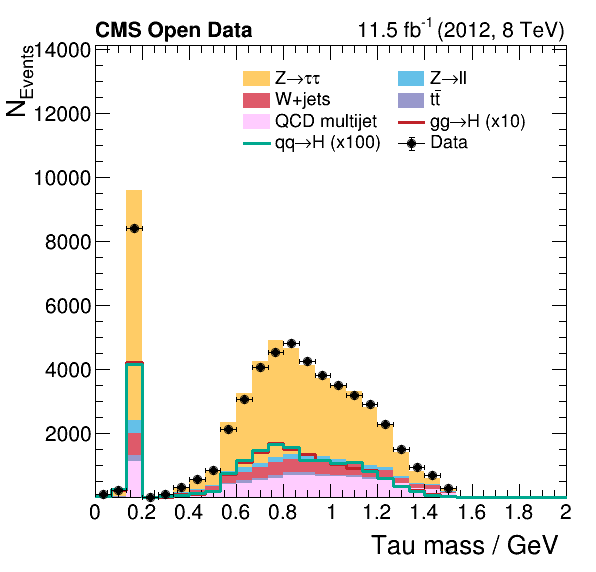 CMS Open Data 11.5 fb⁻¹ (2012, 8 TeV)
N_Events
14000
12000
10000
8000
6000
4000
2000
Z→ττ Z→ll
W+jets tt̄
QCD multijet gg→H (x10)
qq→H (x100) Data
0 0.2 0.4 0.6 0.8 1 1.2 1.4 1.6 1.8 2
Tau mass / GeV